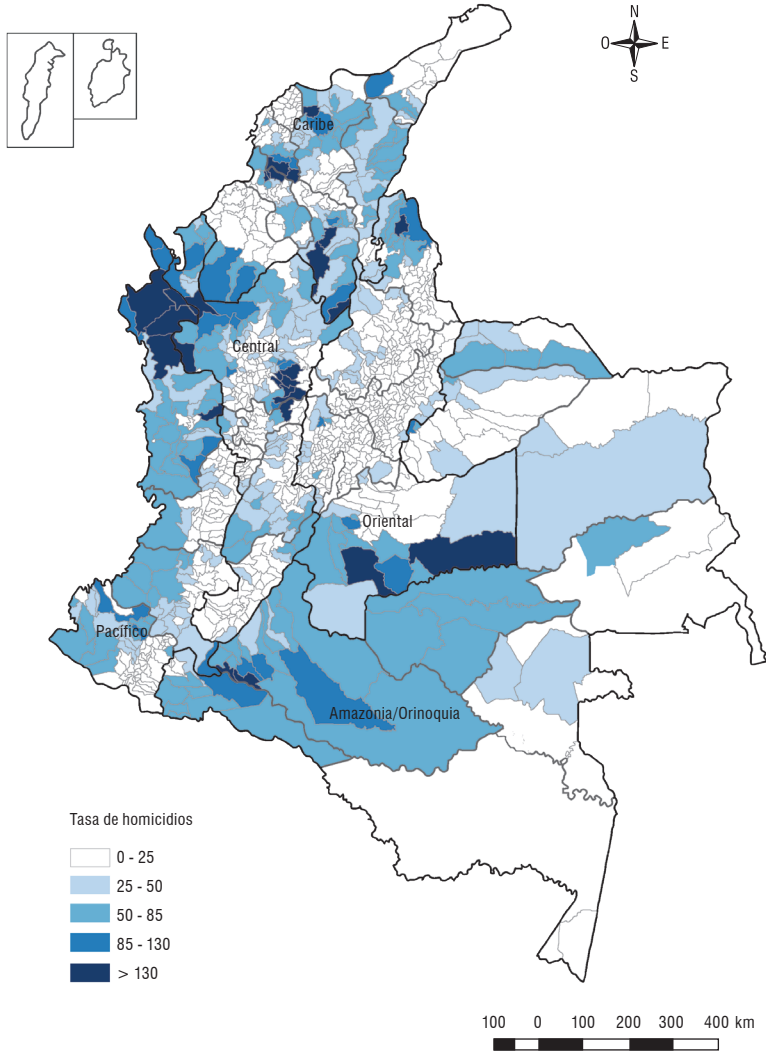 N
O E
S
Caribe
Central
Oriental
Pacífico
Amazonia/Orinoquia
Tasa de homicidios
0 - 25
25 - 50
50 - 85
85 - 130
> 130
100 0 100 200 300 400 km